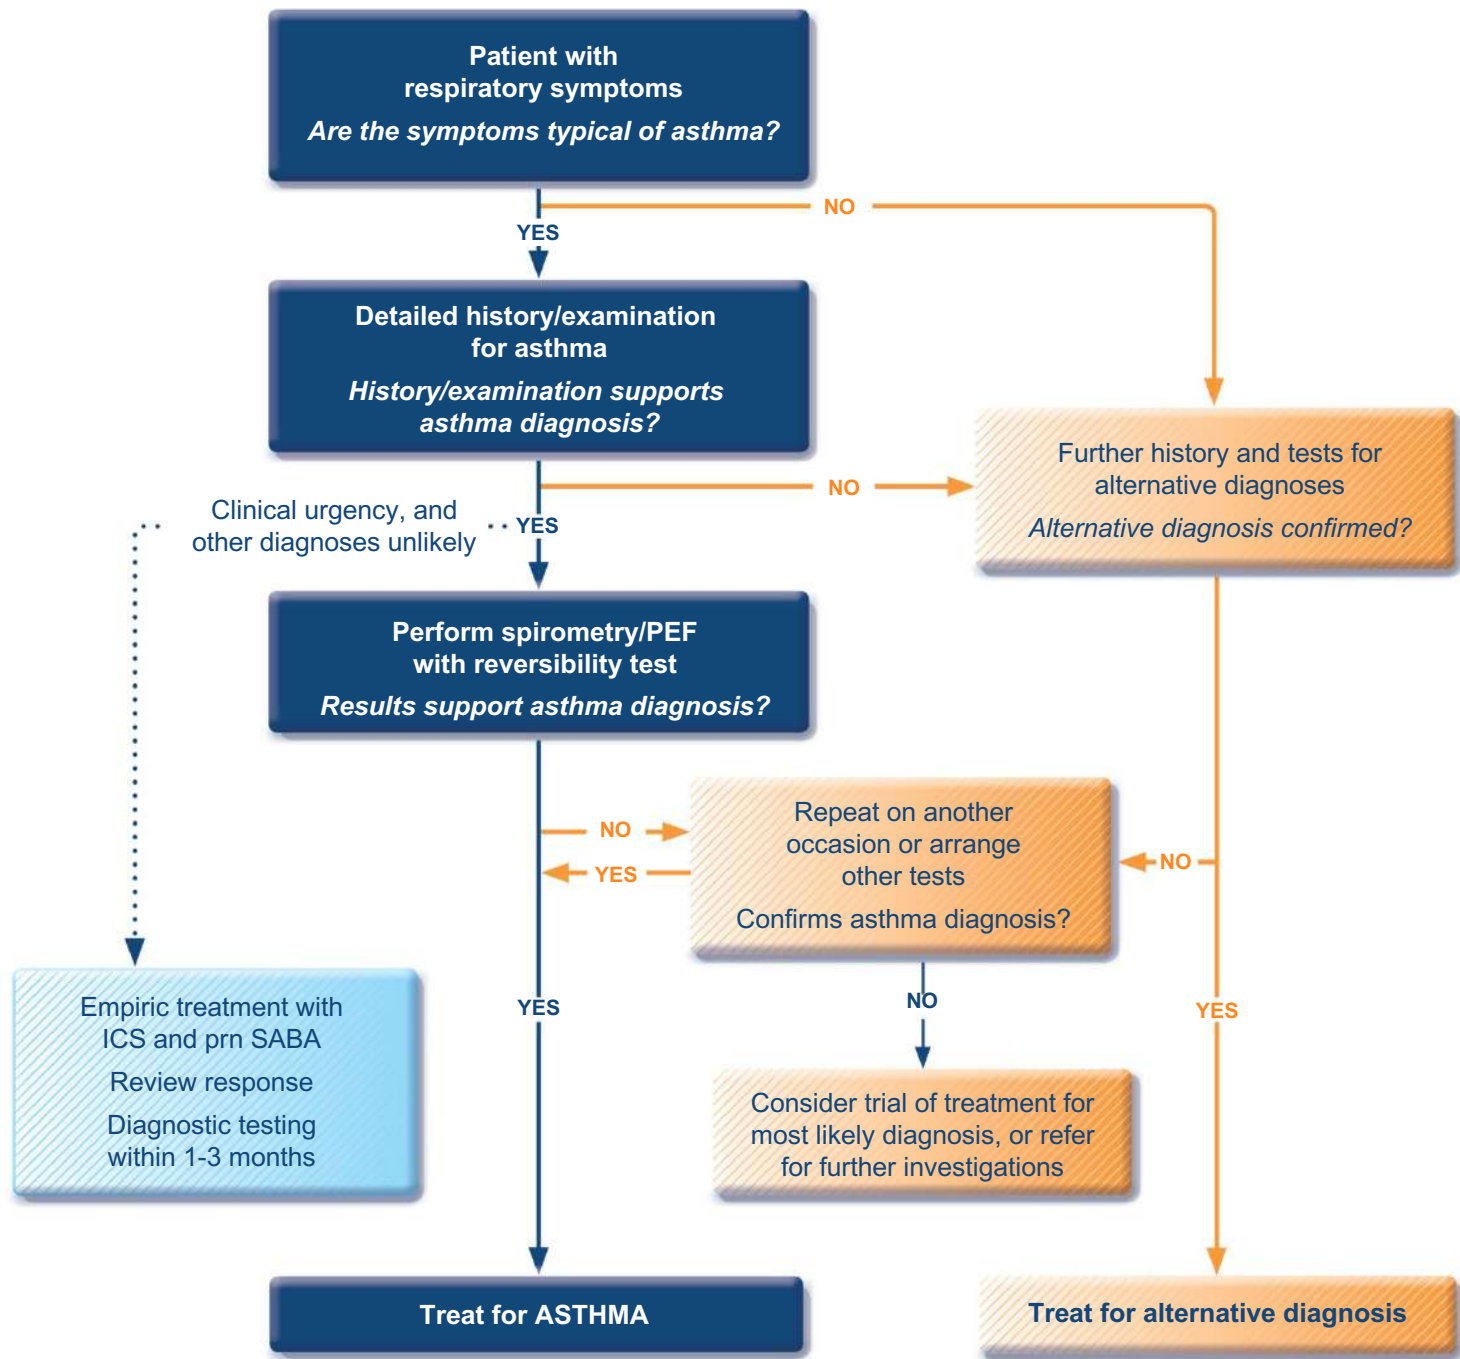 Patient with
respiratory symptoms
Are the symptoms typical of asthma?
NO
YES
Detailed history/examination
for asthma
History/examination supports
asthma diagnosis?
Further history and tests for
alternative diagnoses
Alternative diagnosis confirmed?
NO
Clinical urgency, and
other diagnoses unlikely
YES
Perform spirometry/PEF
with reversibility test
Results support asthma diagnosis?
Repeat on another
occasion or arrange
other tests
Confirms asthma diagnosis?
NO
YES
NO
Empiric treatment with
ICS and prn SABA
Review response
Diagnostic testing
within 1-3 months
YES
NO
YES
Consider trial of treatment for
most likely diagnosis, or refer
for further investigations
Treat for ASTHMA
Treat for alternative diagnosis